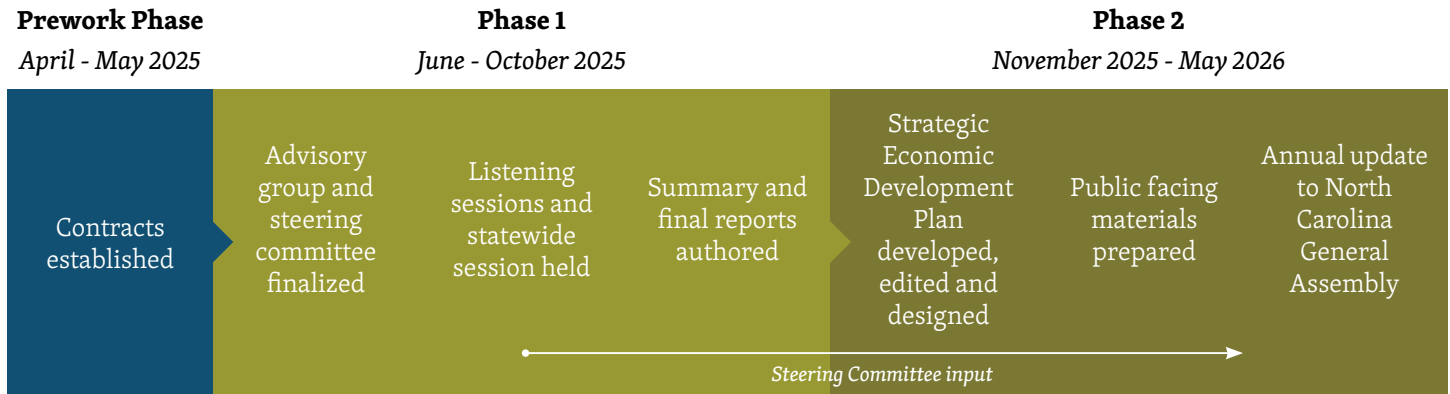 Prework Phase
April - May 2025
Phase 1
June - October 2025
Phase 2
November 2025 - May 2026
Contracts
established
Advisory
group and
steering
committee
finalized
Listening
sessions and
statewide
session held
Summary and
final reports
authored
Strategic
Economic
Development
Plan
developed,
edited and
designed
Public facing
materials
prepared
Annual update
to North
Carolina
General
Assembly
Steering Committee input